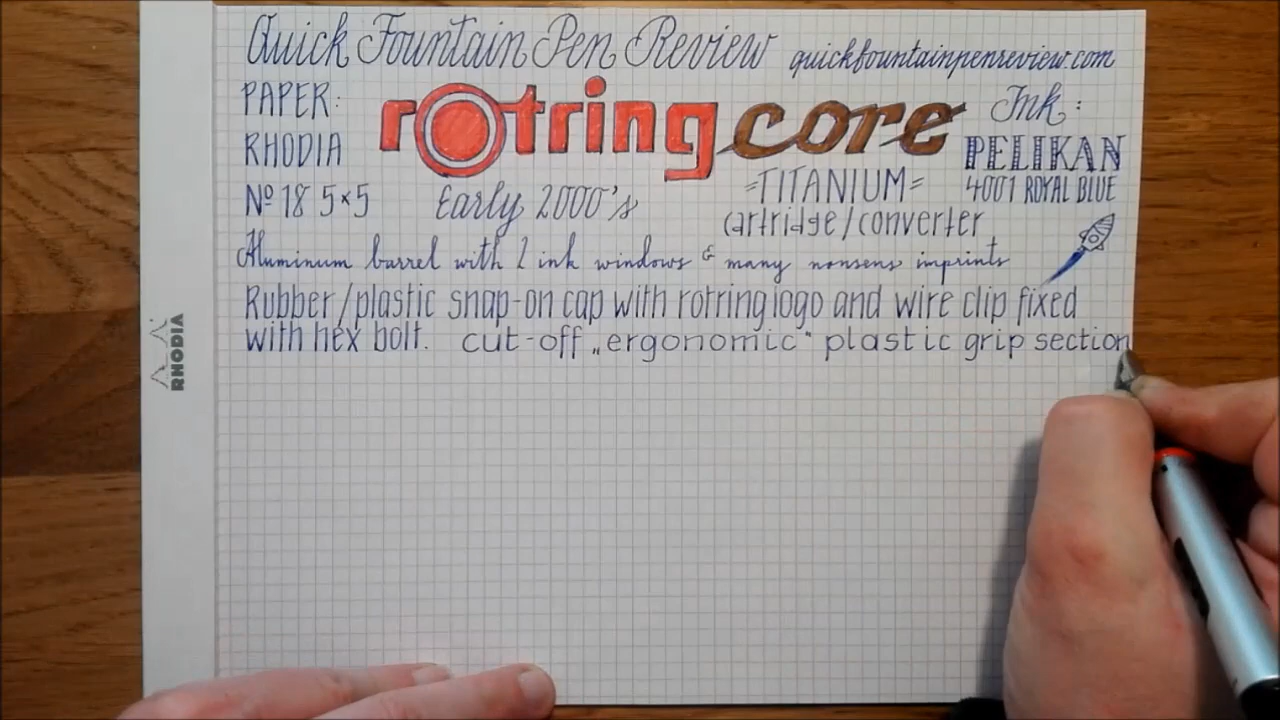 Quick Fountain Pen Review quickfountainpenreview.com
PAPER:
RHODIA
Nº 18 5×5
rotring core
Ink:
PELIKAN
4001 ROYAL BLUE
Early 2000's
=TITANIUM=
Cartridge/converter
Aluminum barrel with 2 ink windows & many nonsens imprints
Rubber/plastic snap-on cap with rotring logo and wire clip fixed
with hex bolt. cut-off „ergonomic" plastic grip section
RHODIA